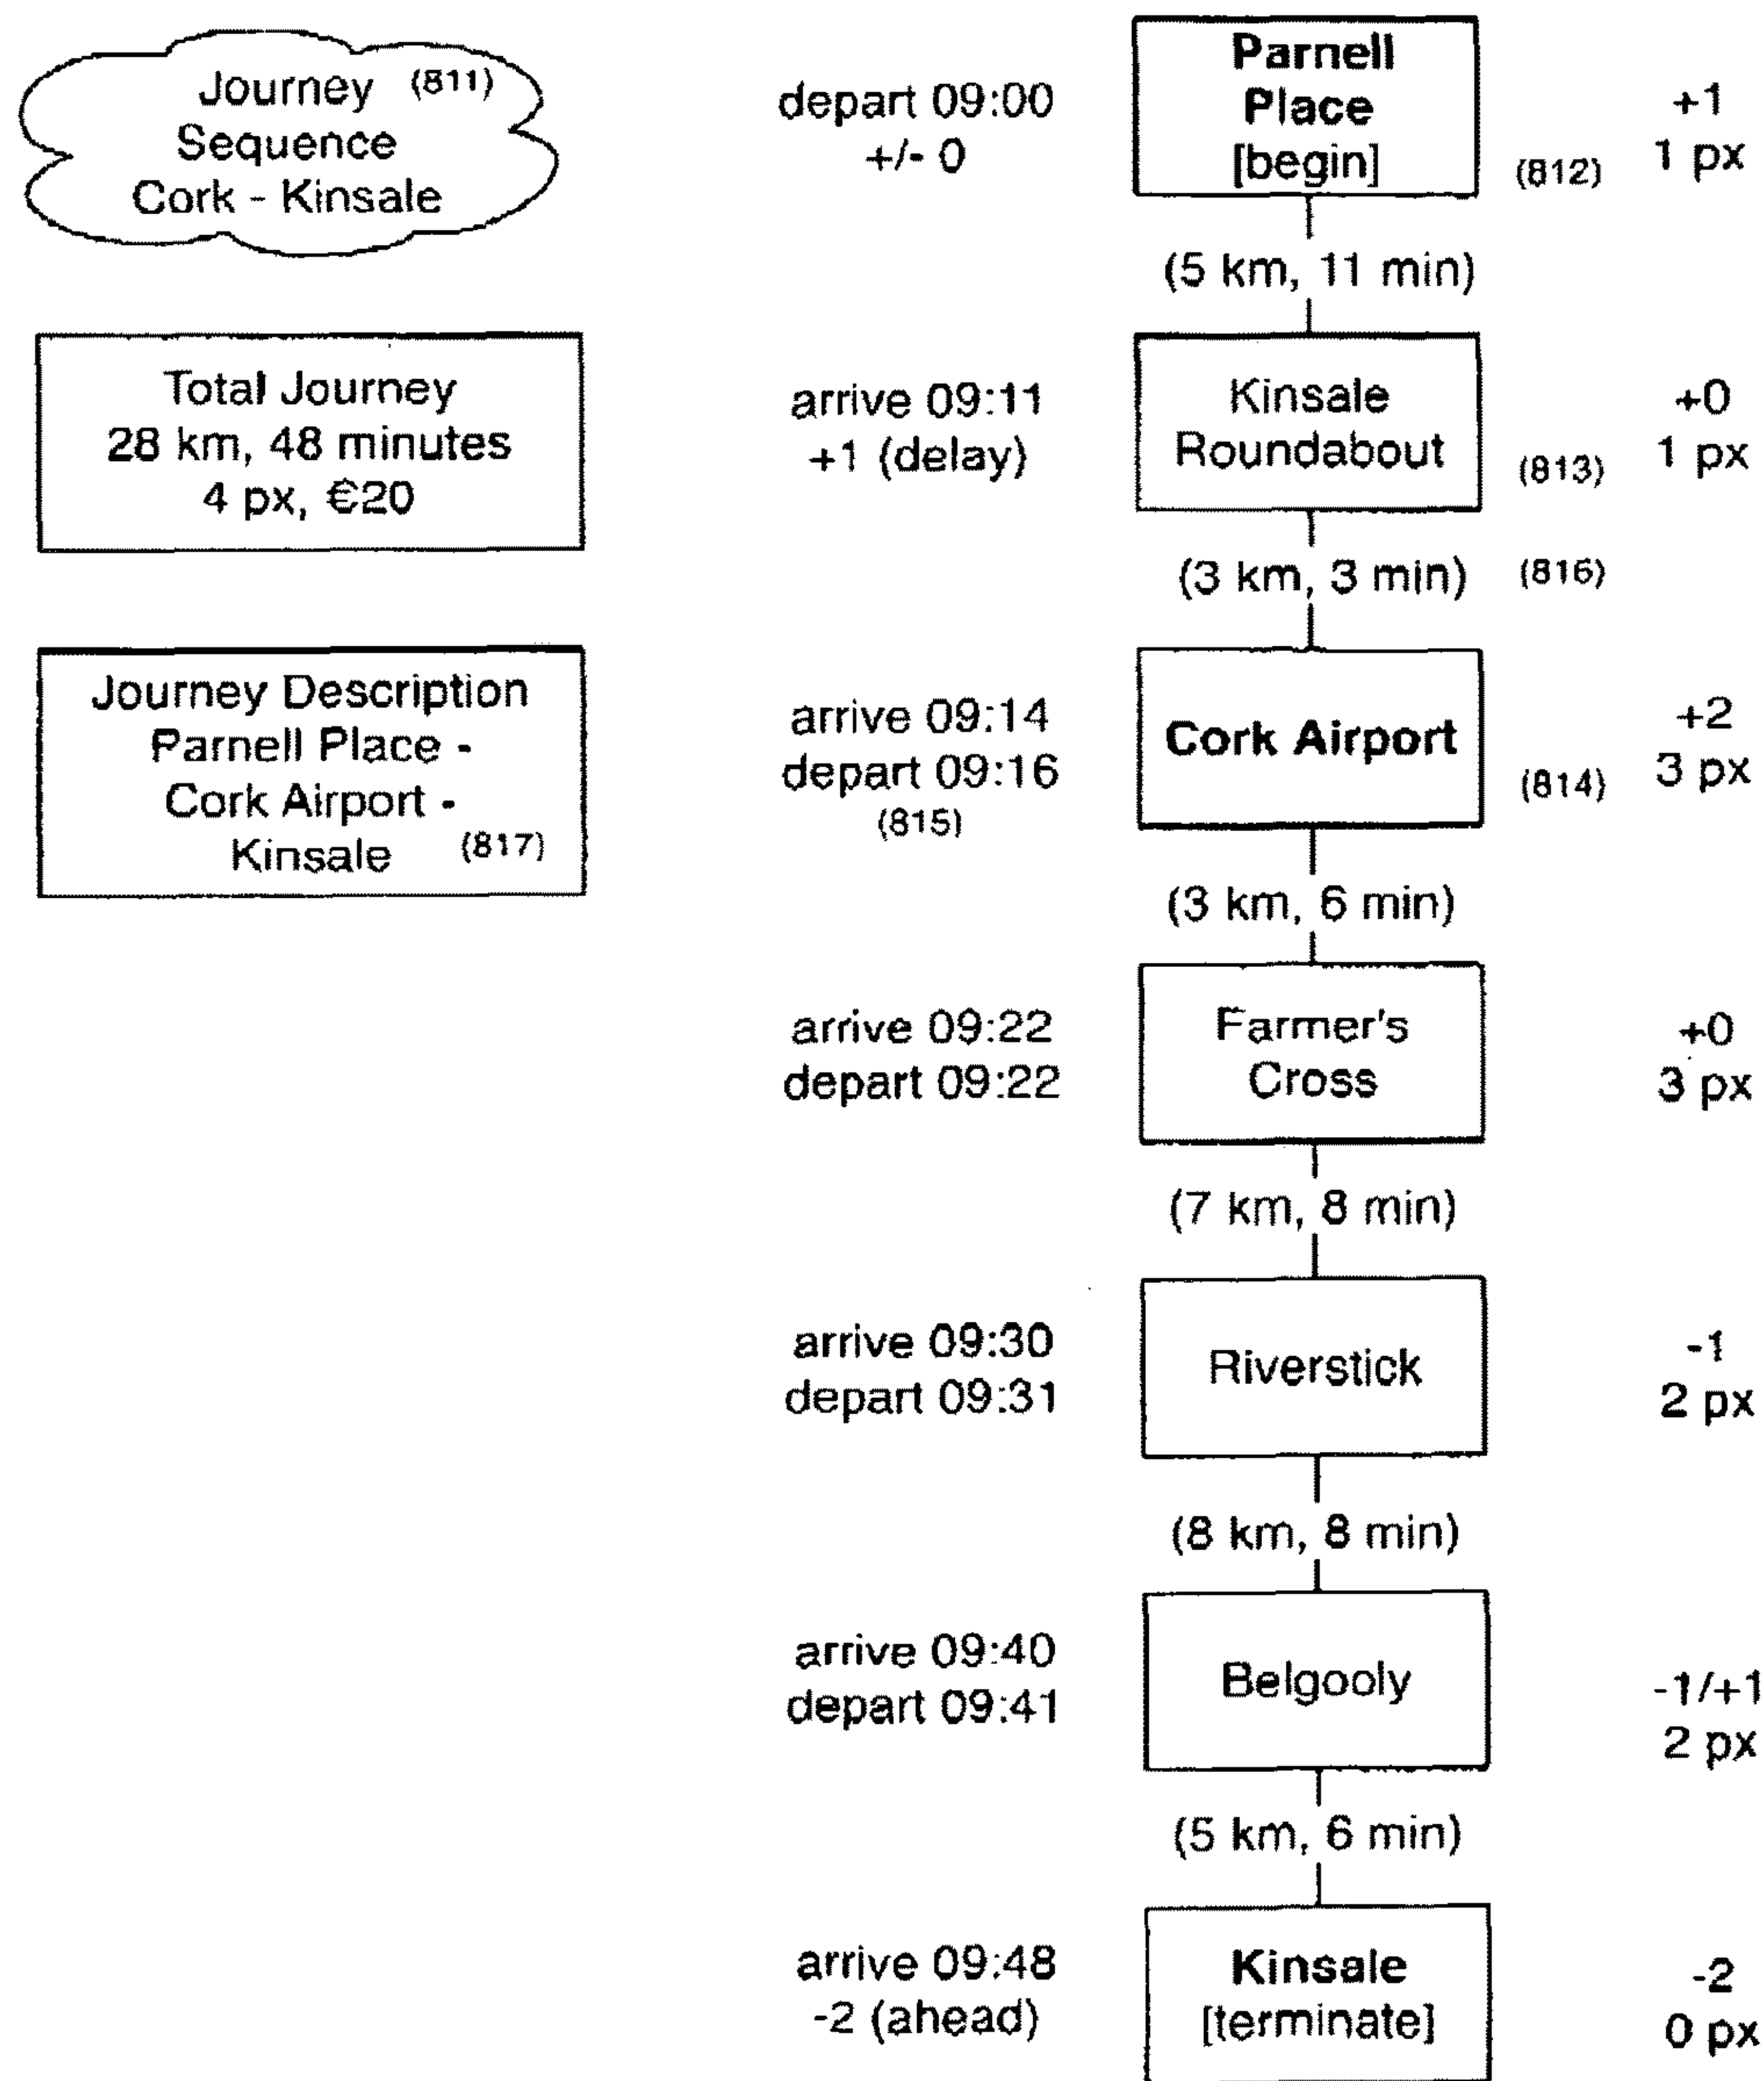 Journey (811)
Sequence
Cork - Kinsale
Total Journey
28 km, 48 minutes
4 px, €20
Journey Description
Parnell Place -
Cork Airport -
Kinsale (817)
depart 09:00
+/- 0
Parnell
Place
[begin]
(812)
+1
1 px
(5 km, 11 min)
arrive 09:11
+1 (delay)
Kinsale
Roundabout
(813)
+0
1 px
(3 km, 3 min) (816)
arrive 09:14
depart 09:16
(815)
Cork Airport
(814)
+2
3 px
(3 km, 6 min)
arrive 09:22
depart 09:22
Farmer's
Cross
+0
3 px
(7 km, 8 min)
arrive 09:30
depart 09:31
Riverstick
-1
2 px
(8 km, 8 min)
arrive 09:40
depart 09:41
Belgooly
-1/+1
2 px
(5 km, 6 min)
arrive 09:48
-2 (ahead)
Kinsale
[terminate]
-2
0 px